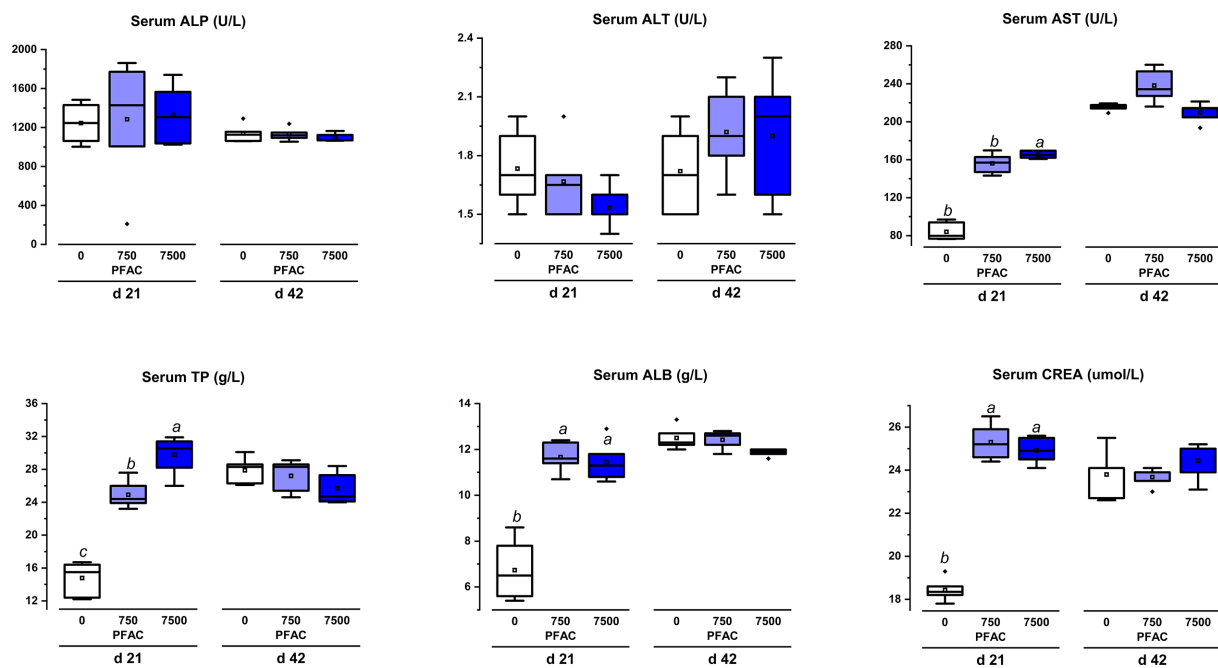 Serum ALP (U/L)
2000
1600
1200
800
400
0
0 750 7500 0 750 7500
PFAC PFAC
d 21 d 42
Serum ALT (U/L)
2.4
2.1
1.8
1.5
0 750 7500 0 750 7500
PFAC PFAC
d 21 d 42
Serum AST (U/L)
280
240
200
160
120
80
b b a
0 750 7500 0 750 7500
PFAC PFAC
d 21 d 42
Serum TP (g/L)
36
32
28
24
20
16
12
c b a
0 750 7500 0 750 7500
PFAC PFAC
d 21 d 42
Serum ALB (g/L)
14
12
10
8
6
b a a
0 750 7500 0 750 7500
PFAC PFAC
d 21 d 42
Serum CREA (umol/L)
26
24
22
20
18
b a a
0 750 7500 0 750 7500
PFAC PFAC
d 21 d 42